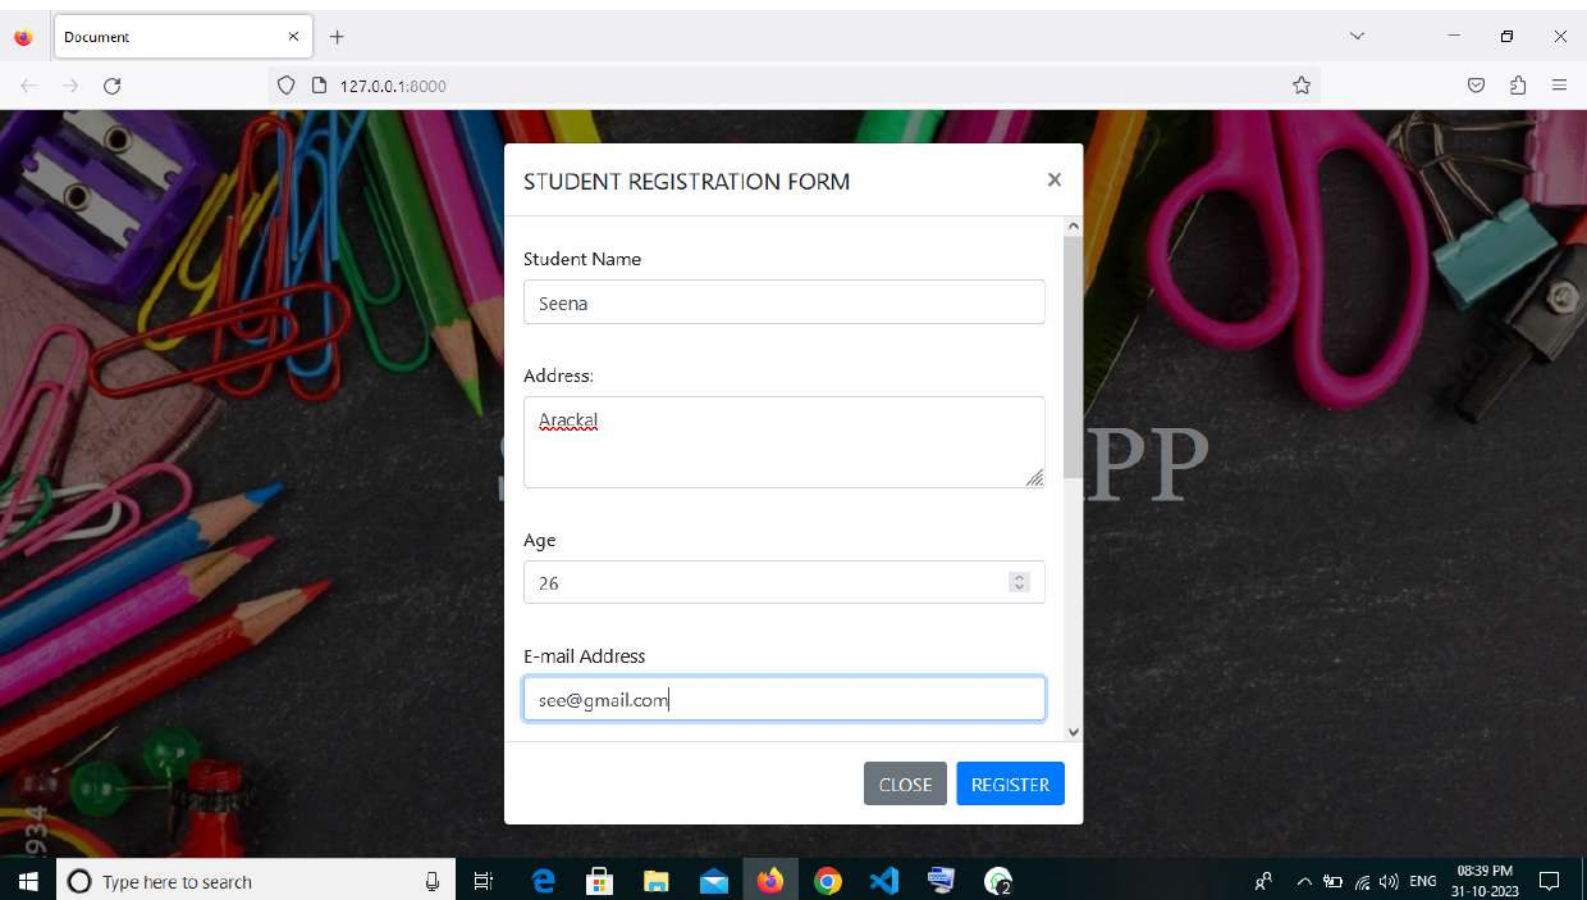 Document
127.0.0.1:8000
STUDENT REGISTRATION FORM
Student Name
Seena
Address:
Arackal
PP
Age
26
E-mail Address
see@gmail.com
CLOSE
REGISTER
Type here to search
2
ENG
08:39 PM
31-10-2023